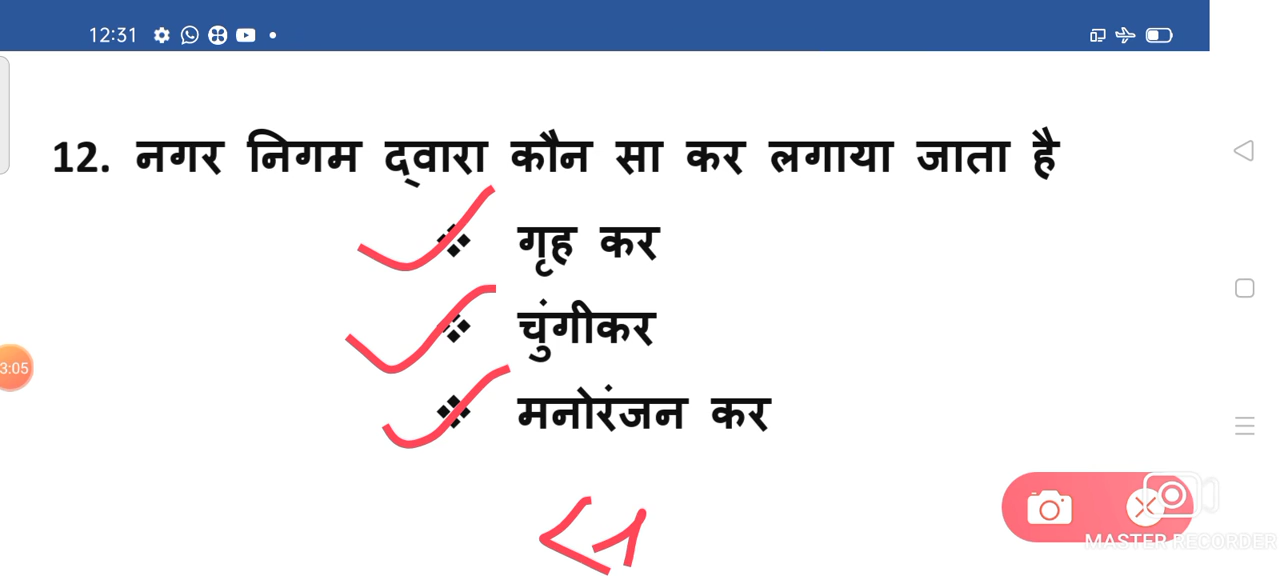 12:31
12. नगर निगम द्वारा कौन सा कर लगाया जाता है
गृह कर
चुंगीकर
मनोरंजन कर
3:05
MASTER RECORDER